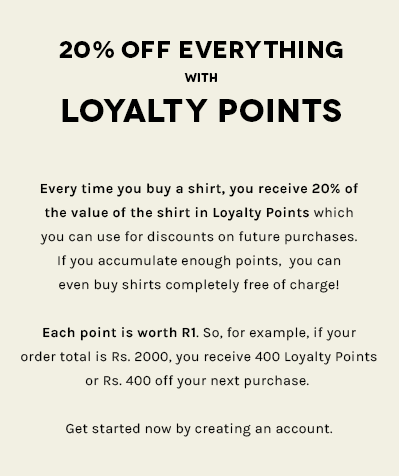 20% OFF EVERYTHING
WITH
LOYALTY POINTS
Every time you buy a shirt, you receive 20% of
the value of the shirt in Loyalty Points which
you can use for discounts on future purchases.
If you accumulate enough points, you can
even buy shirts completely free of charge!
Each point is worth R1. So, for example, if your
order total is Rs. 2000, you receive 400 Loyalty Points
or Rs. 400 off your next purchase.
Get started now by creating an account.